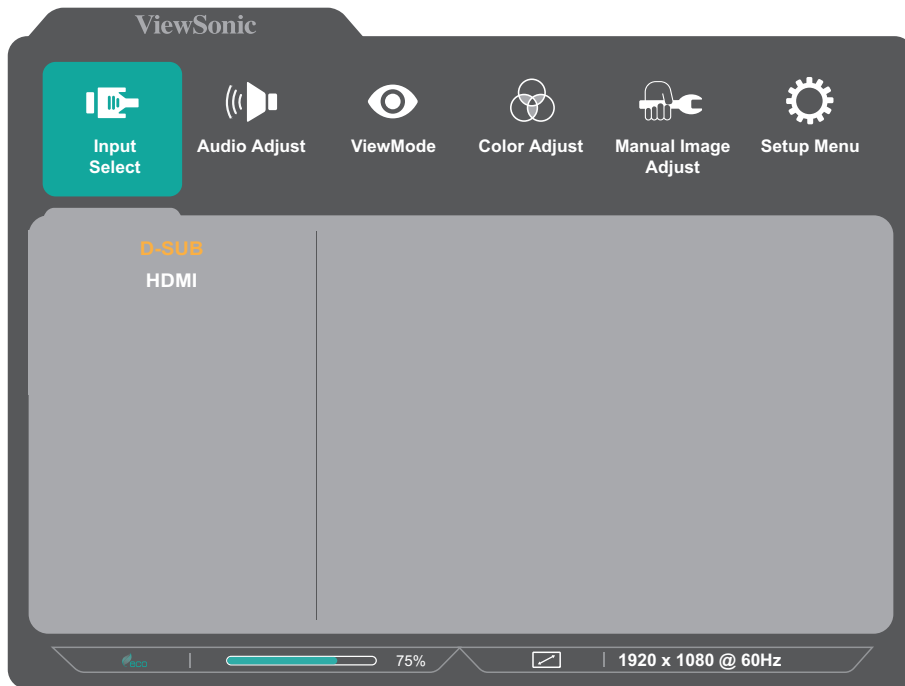 ViewSonic
Input
Select
Audio Adjust
ViewMode
Color Adjust
Manual Image
Adjust
Setup Menu
D-SUB
HDMI
eco
75%
1920 x 1080 @ 60Hz